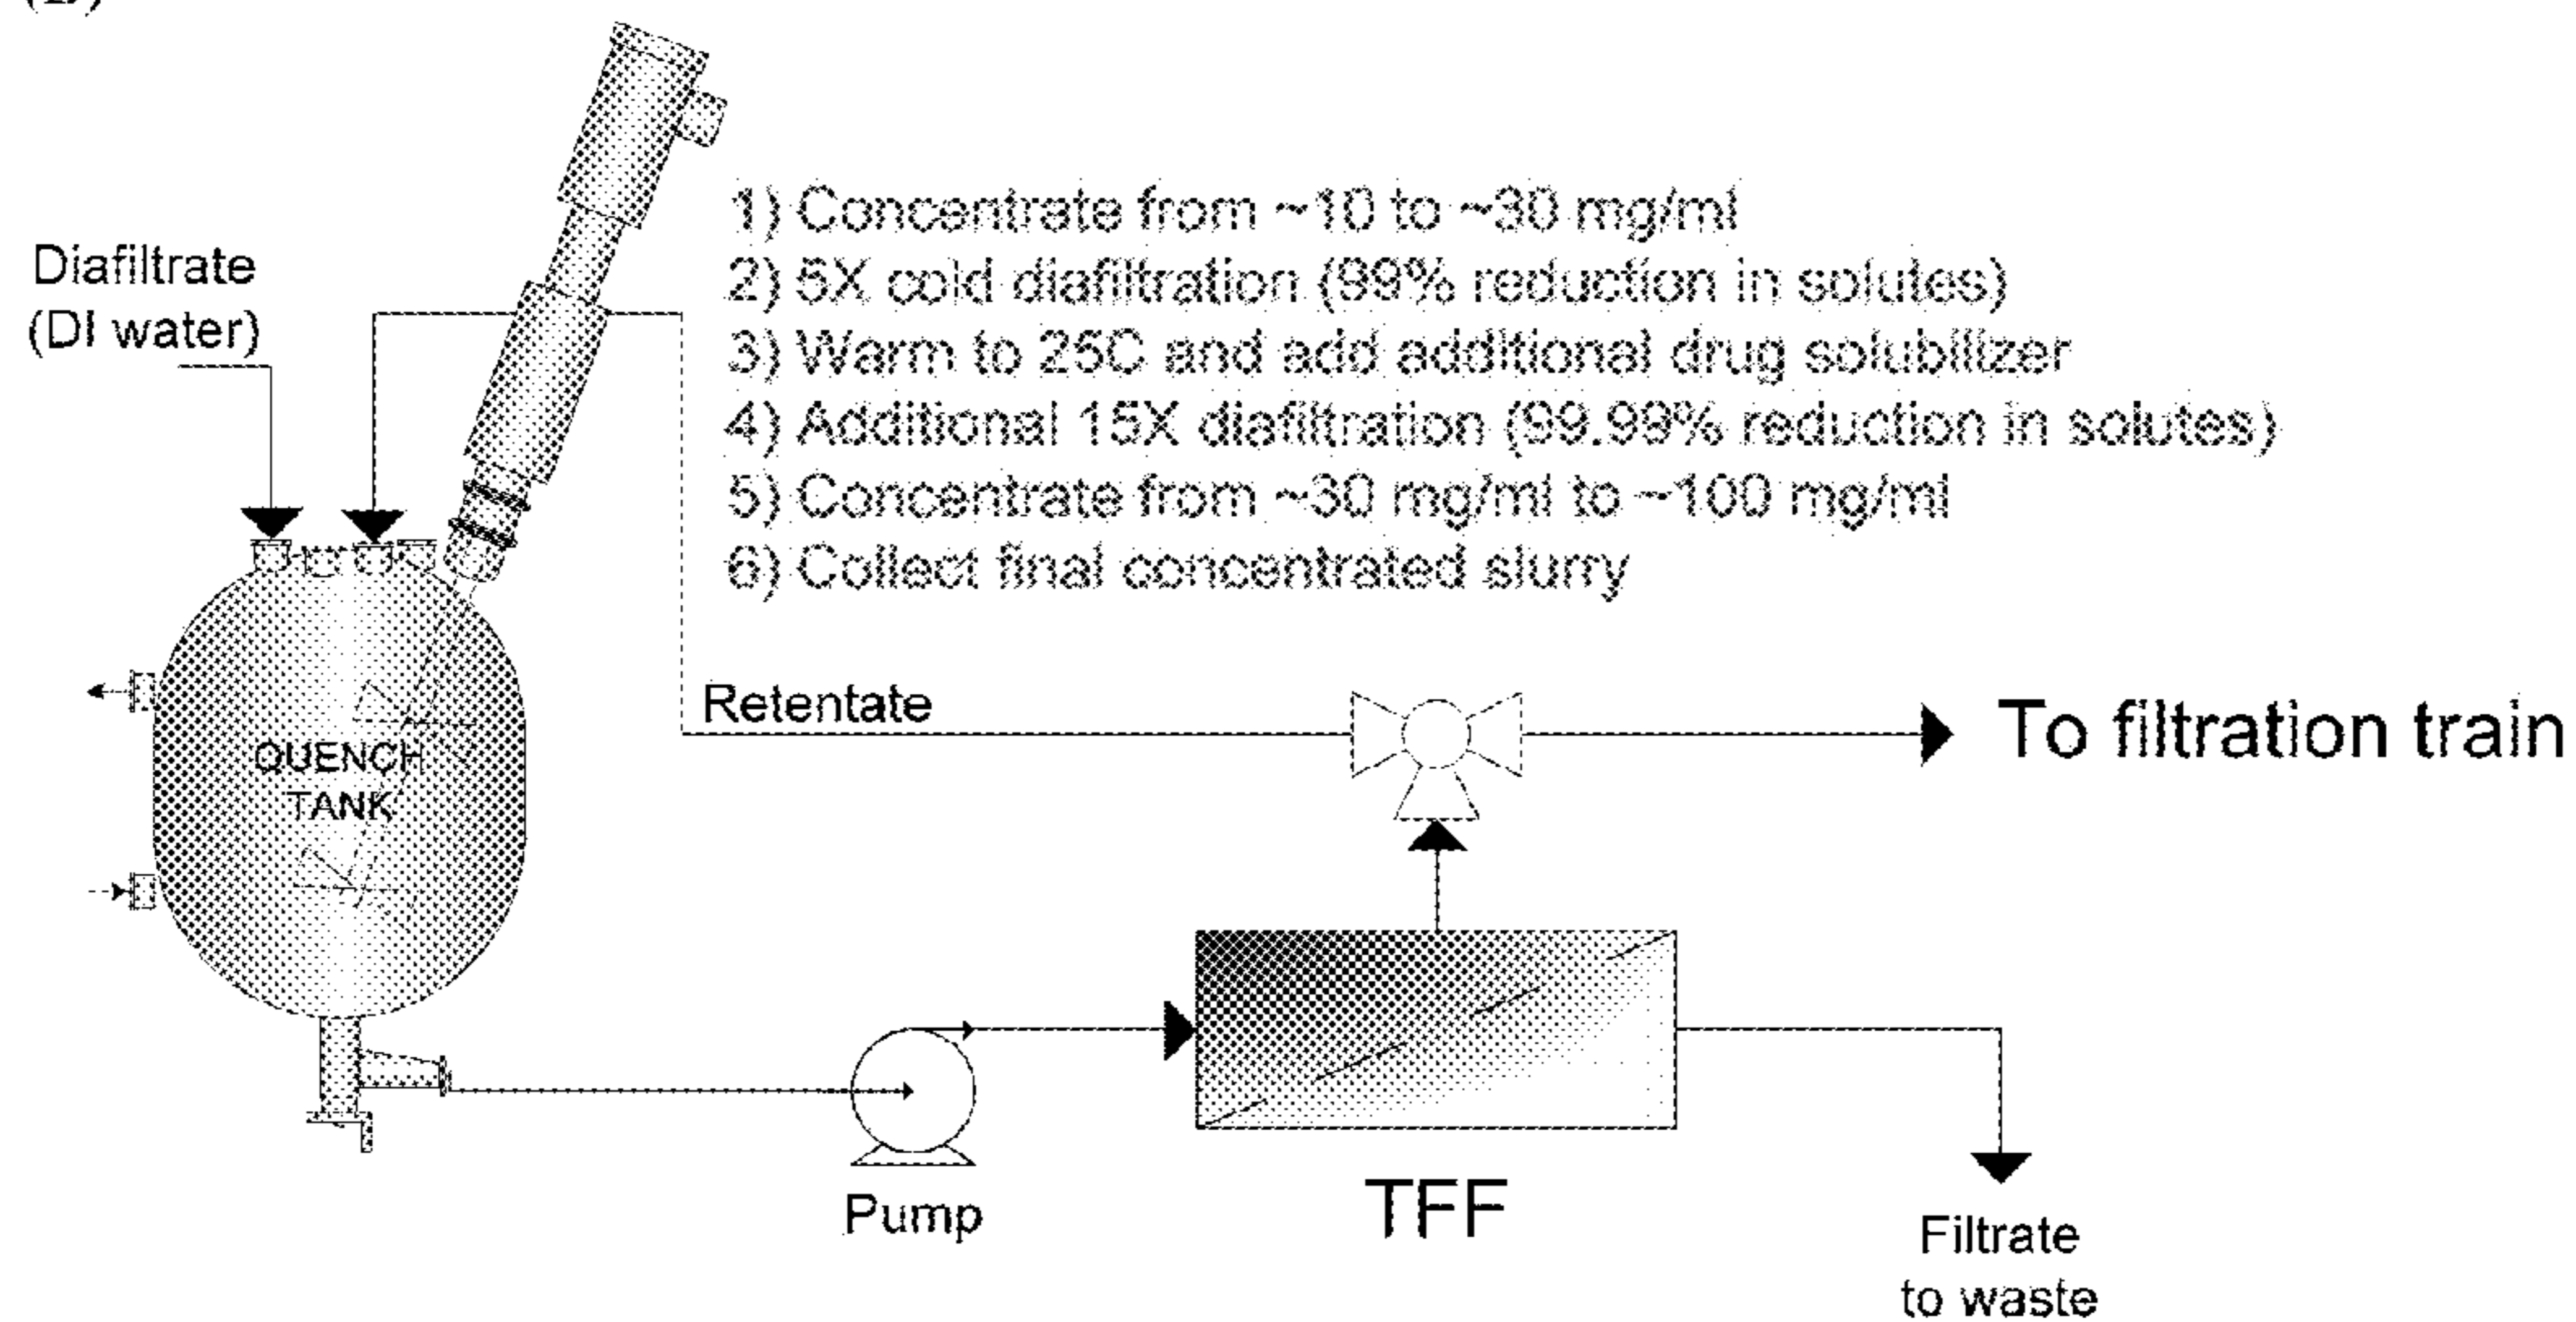 1) Concentrate from ~10 to ~30 mg/ml
2) 5X cold diafiltration (99% reduction in solutes)
3) Warm to 25C and add additional drug solubilizer
4) Additional 15X diafiltration (99.99% reduction in solutes)
5) Concentrate from ~30 mg/ml to ~100 mg/ml
6) Collect final concentrated slurry
Diafiltrate
(DI water)
Retentate
To filtration train
QUENCH
TANK
Pump
TFF
Filtrate
to waste